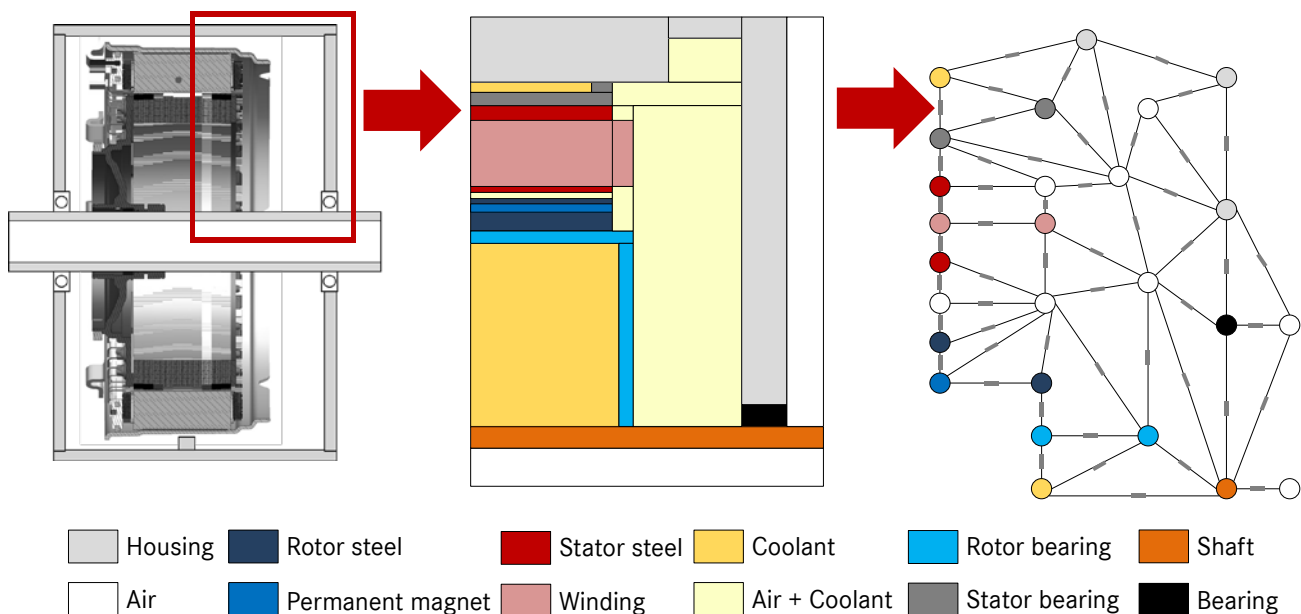 Housing Rotor steel Stator steel Coolant Rotor bearing Shaft
Air Permanent magnet Winding Air + Coolant Stator bearing Bearing